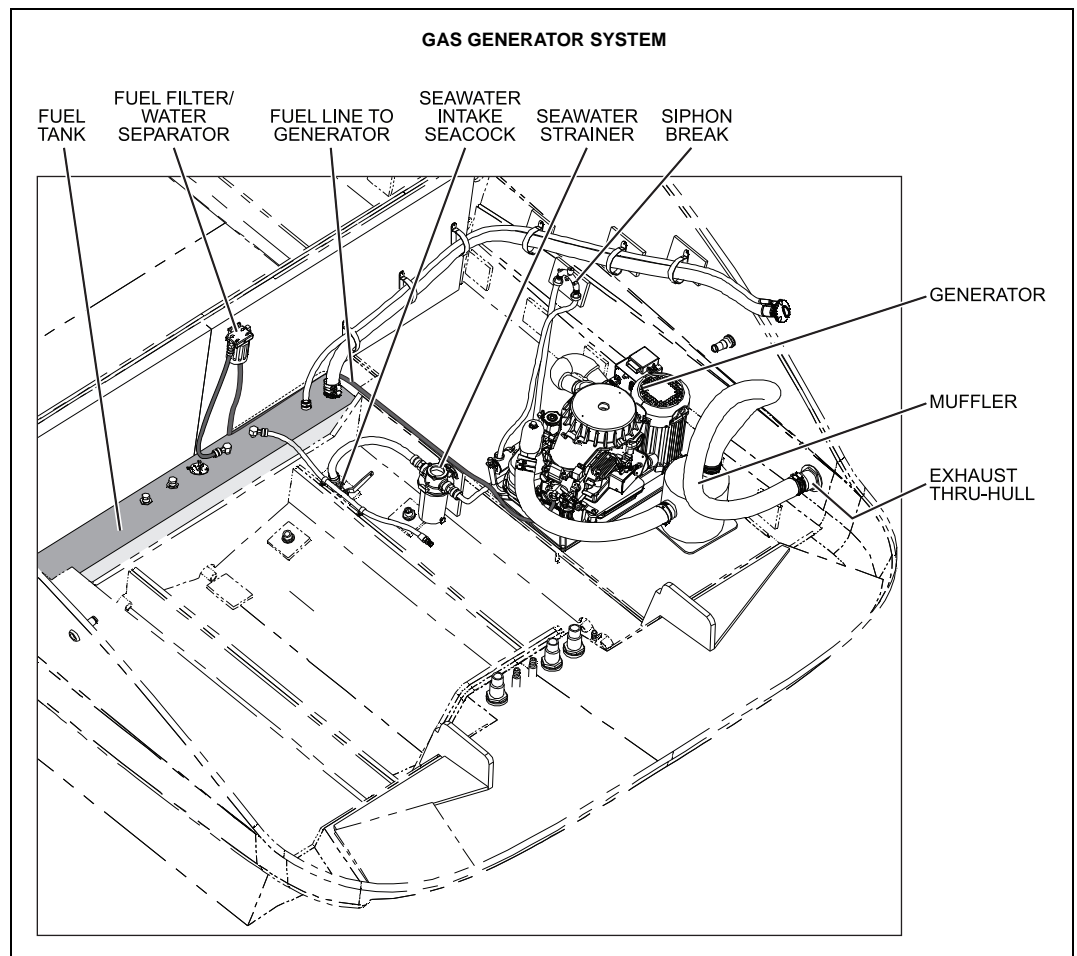 GAS GENERATOR SYSTEM
FUEL
TANK
FUEL FILTER/
WATER
SEPARATOR
FUEL LINE TO
GENERATOR
SEAWATER
INTAKE
SEACOCK
SEAWATER
STRAINER
SIPHON
BREAK
GENERATOR
MUFFLER
EXHAUST
THRU-HULL